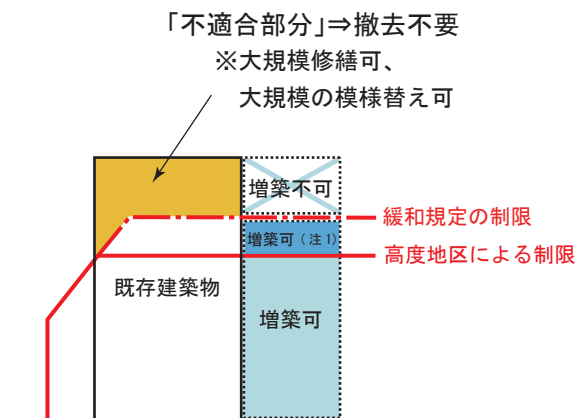 「不適合部分」⇒撤去不要
※大規模修繕可、
大規模の模様替え可
増築不可
緩和規定の制限
増築可（注1）
高度地区による制限
既存建築物
増築可